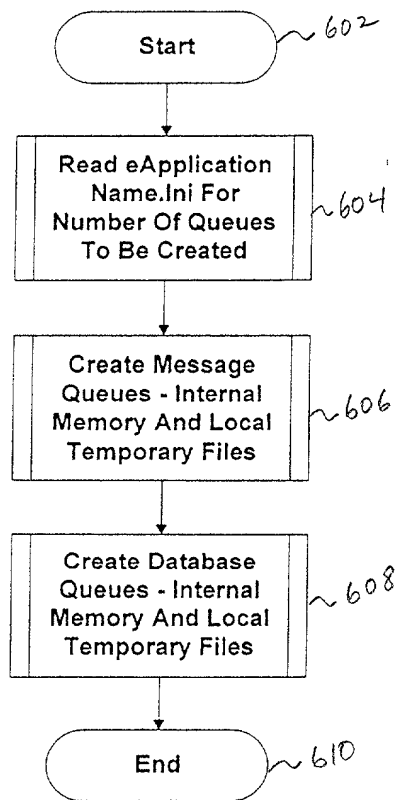 Start
602
Read eApplication
Name.Ini For
Number Of Queues
To Be Created
604
Create Message
Queues - Internal
Memory And Local
Temporary Files
606
Create Database
Queues - Internal
Memory And Local
Temporary Files
608
End
610